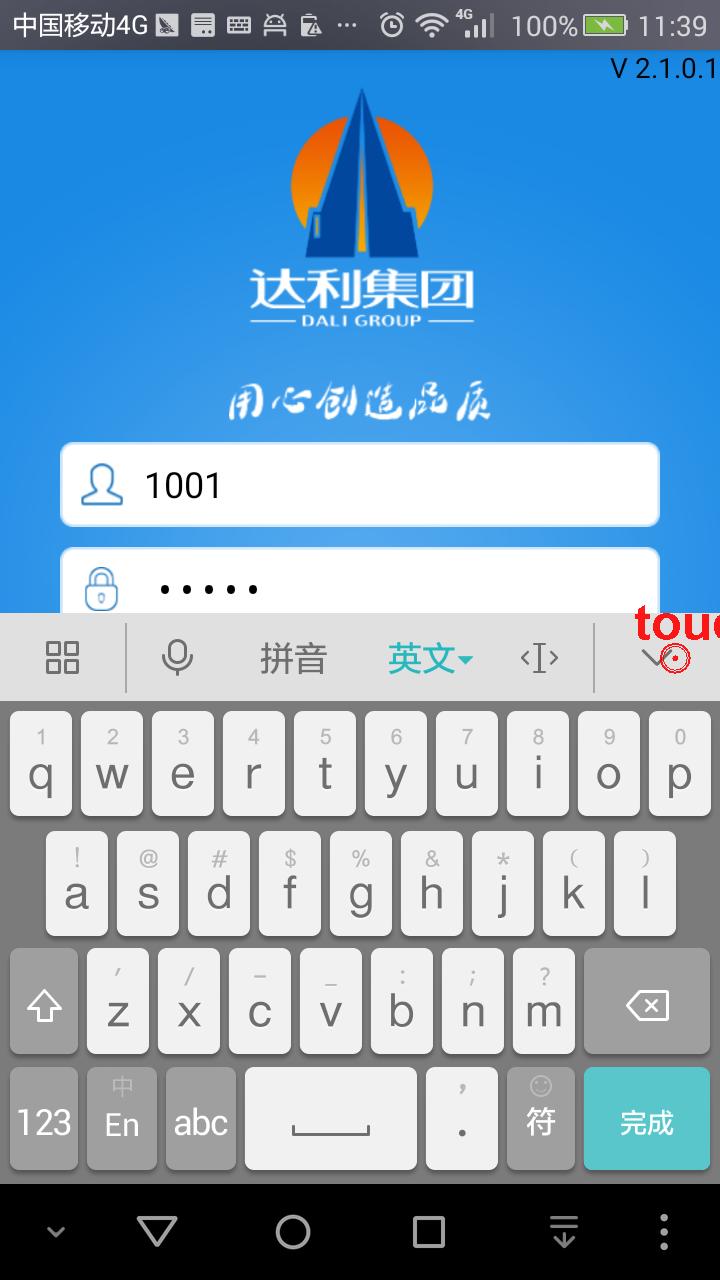 中国移动4G 4G 100% 11:39
V 2.1.0.1
达利集团
DALI GROUP
用心创造品质
1001
•••••
touc
拼音 英文
1 2 3 4 5 6 7 8 9 0
q w e r t y u i o p
! @ # $ % & * ( )
a s d f g h j k l
' / - _ : ; ?
z x c v b n m
中 ,
123 En abc . 符 完成